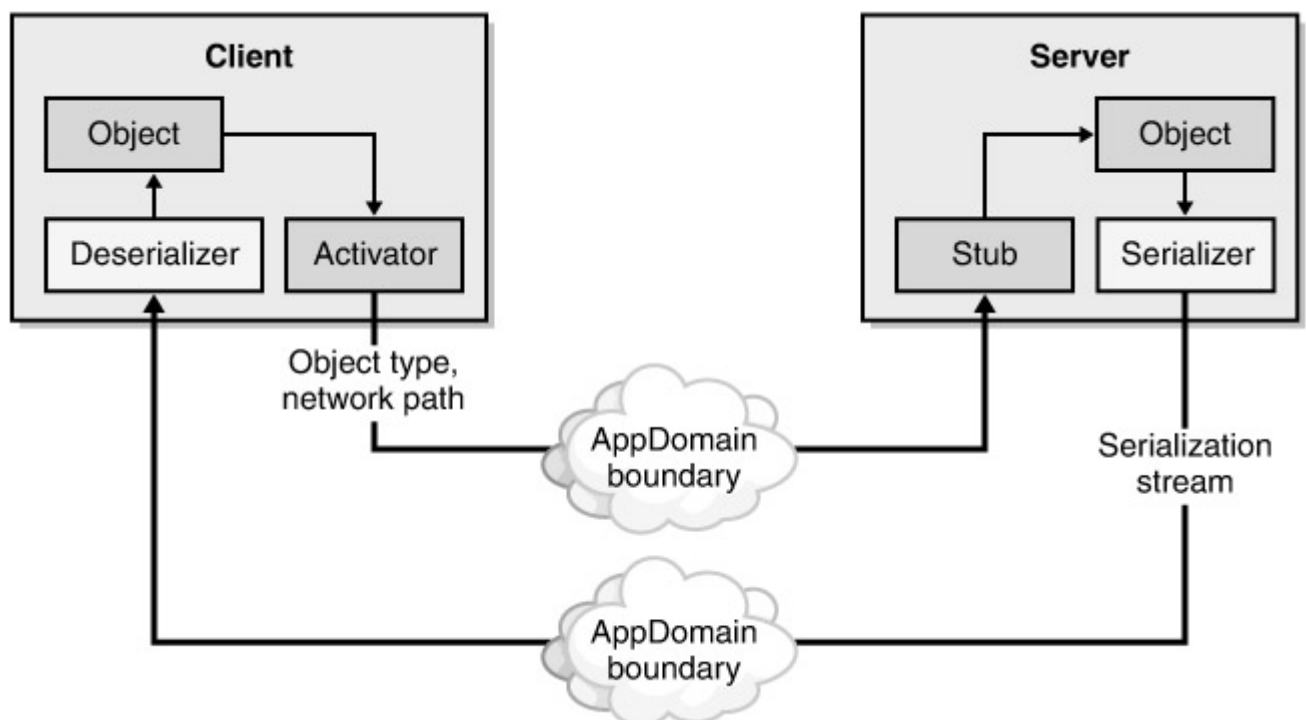 Client
Server
Object
Object
Deserializer
Activator
Stub
Serializer
Object type,
network path
AppDomain
boundary
Serialization
stream
AppDomain
boundary